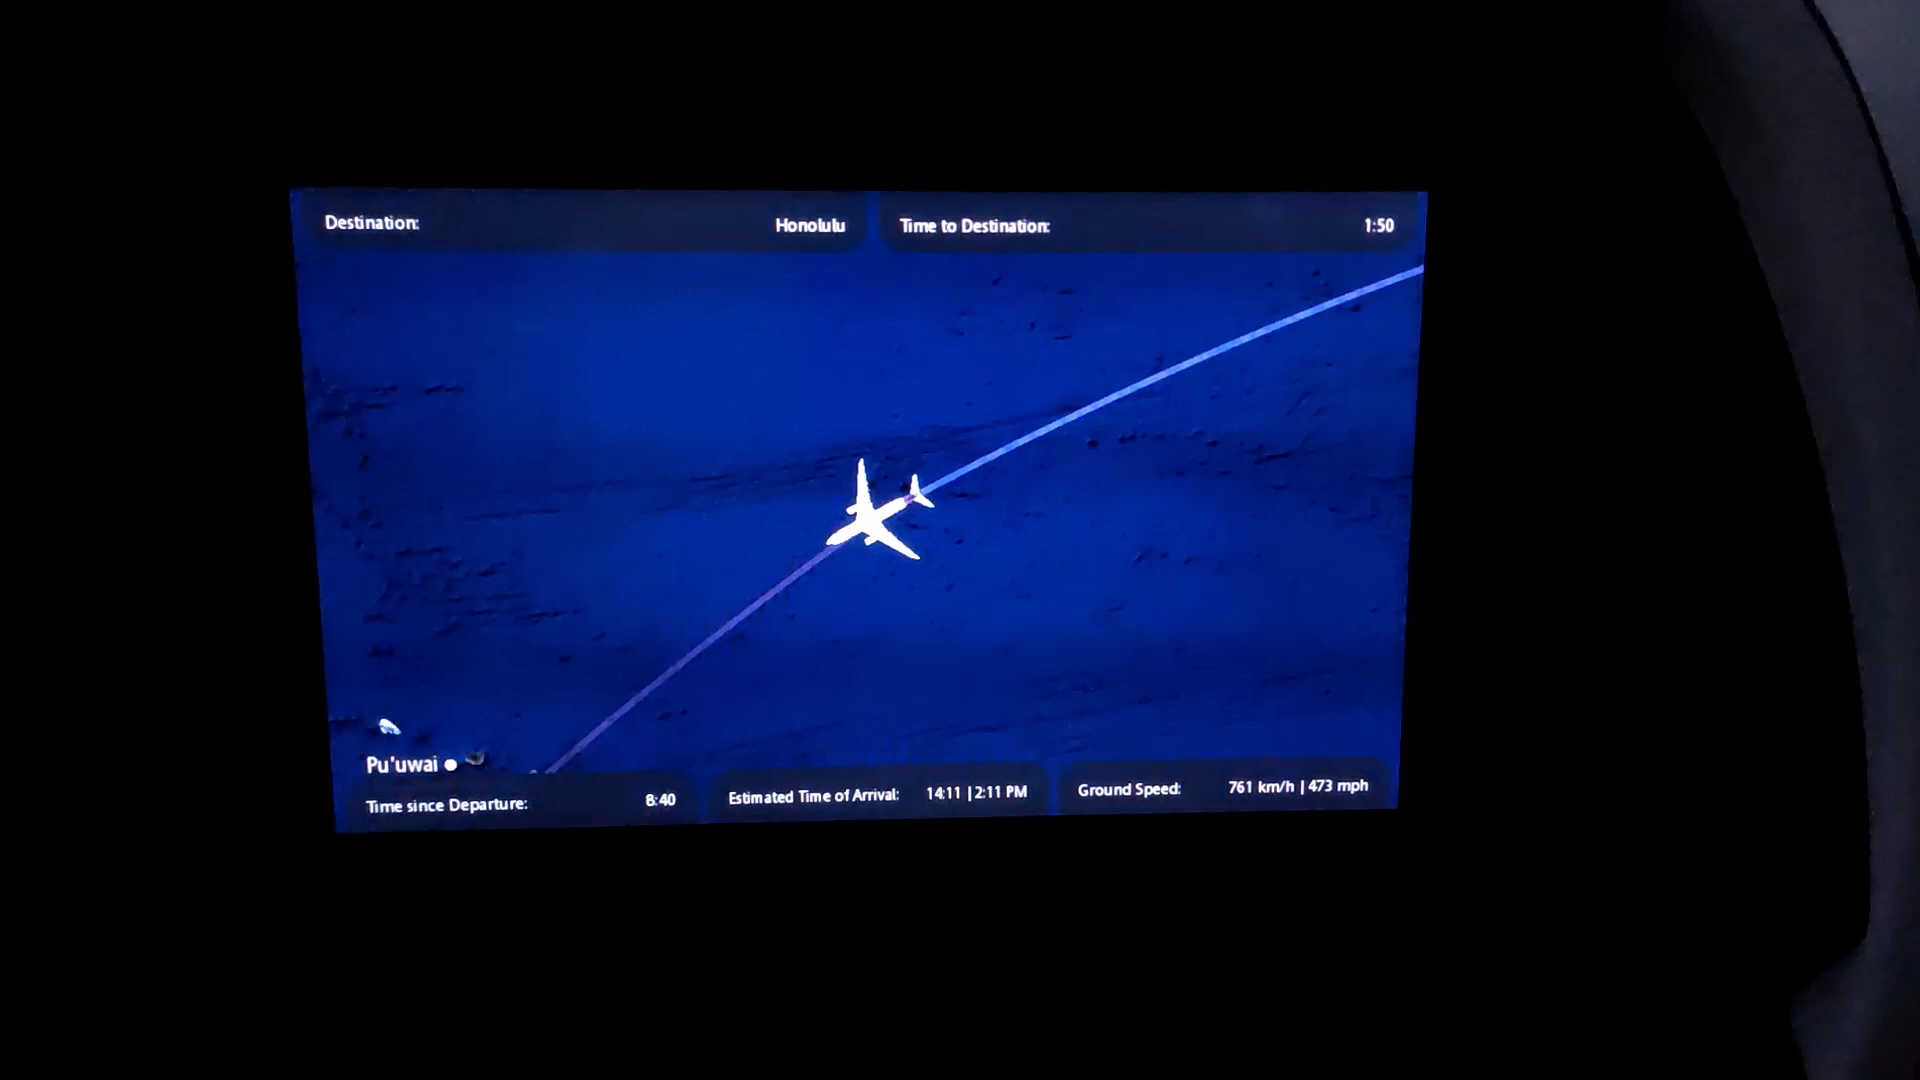 Destination: Honolulu
Time to Destination: 1:50
Pu'uwai
Time since Departure: 8:40
Estimated Time of Arrival: 14:11 | 2:11 PM
Ground Speed: 761 km/h | 473 mph